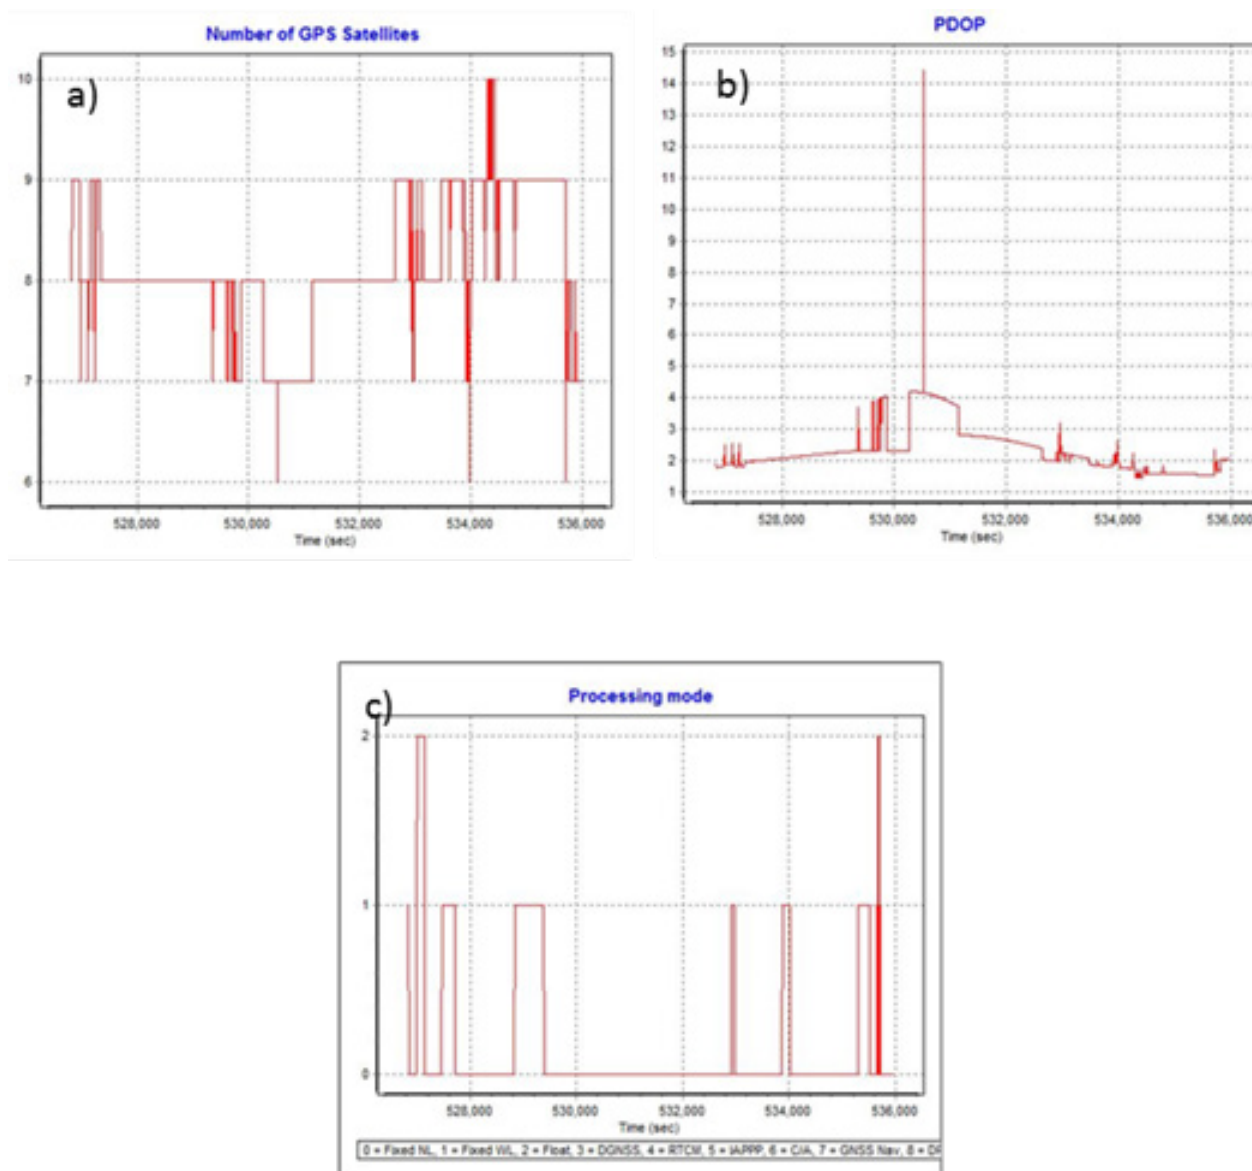 Number of GPS Satellites
a)
10
9
8
7
6
528,000 530,000 532,000 534,000 536,000
Time (sec)
PDOP
b)
15
14
13
12
11
10
9
8
7
6
5
4
3
2
1
528,000 530,000 532,000 534,000 536,000
Time (sec)
Processing mode
c)
2
1
0
528,000 530,000 532,000 534,000 536,000
Time (sec)
0 = Fixed NL, 1 = Fixed WL, 2 = Float, 3 = DGNSS, 4 = RTCM, 5 = IAPPP, 6 = C/A, 7 = GNSS Nav, 8 =